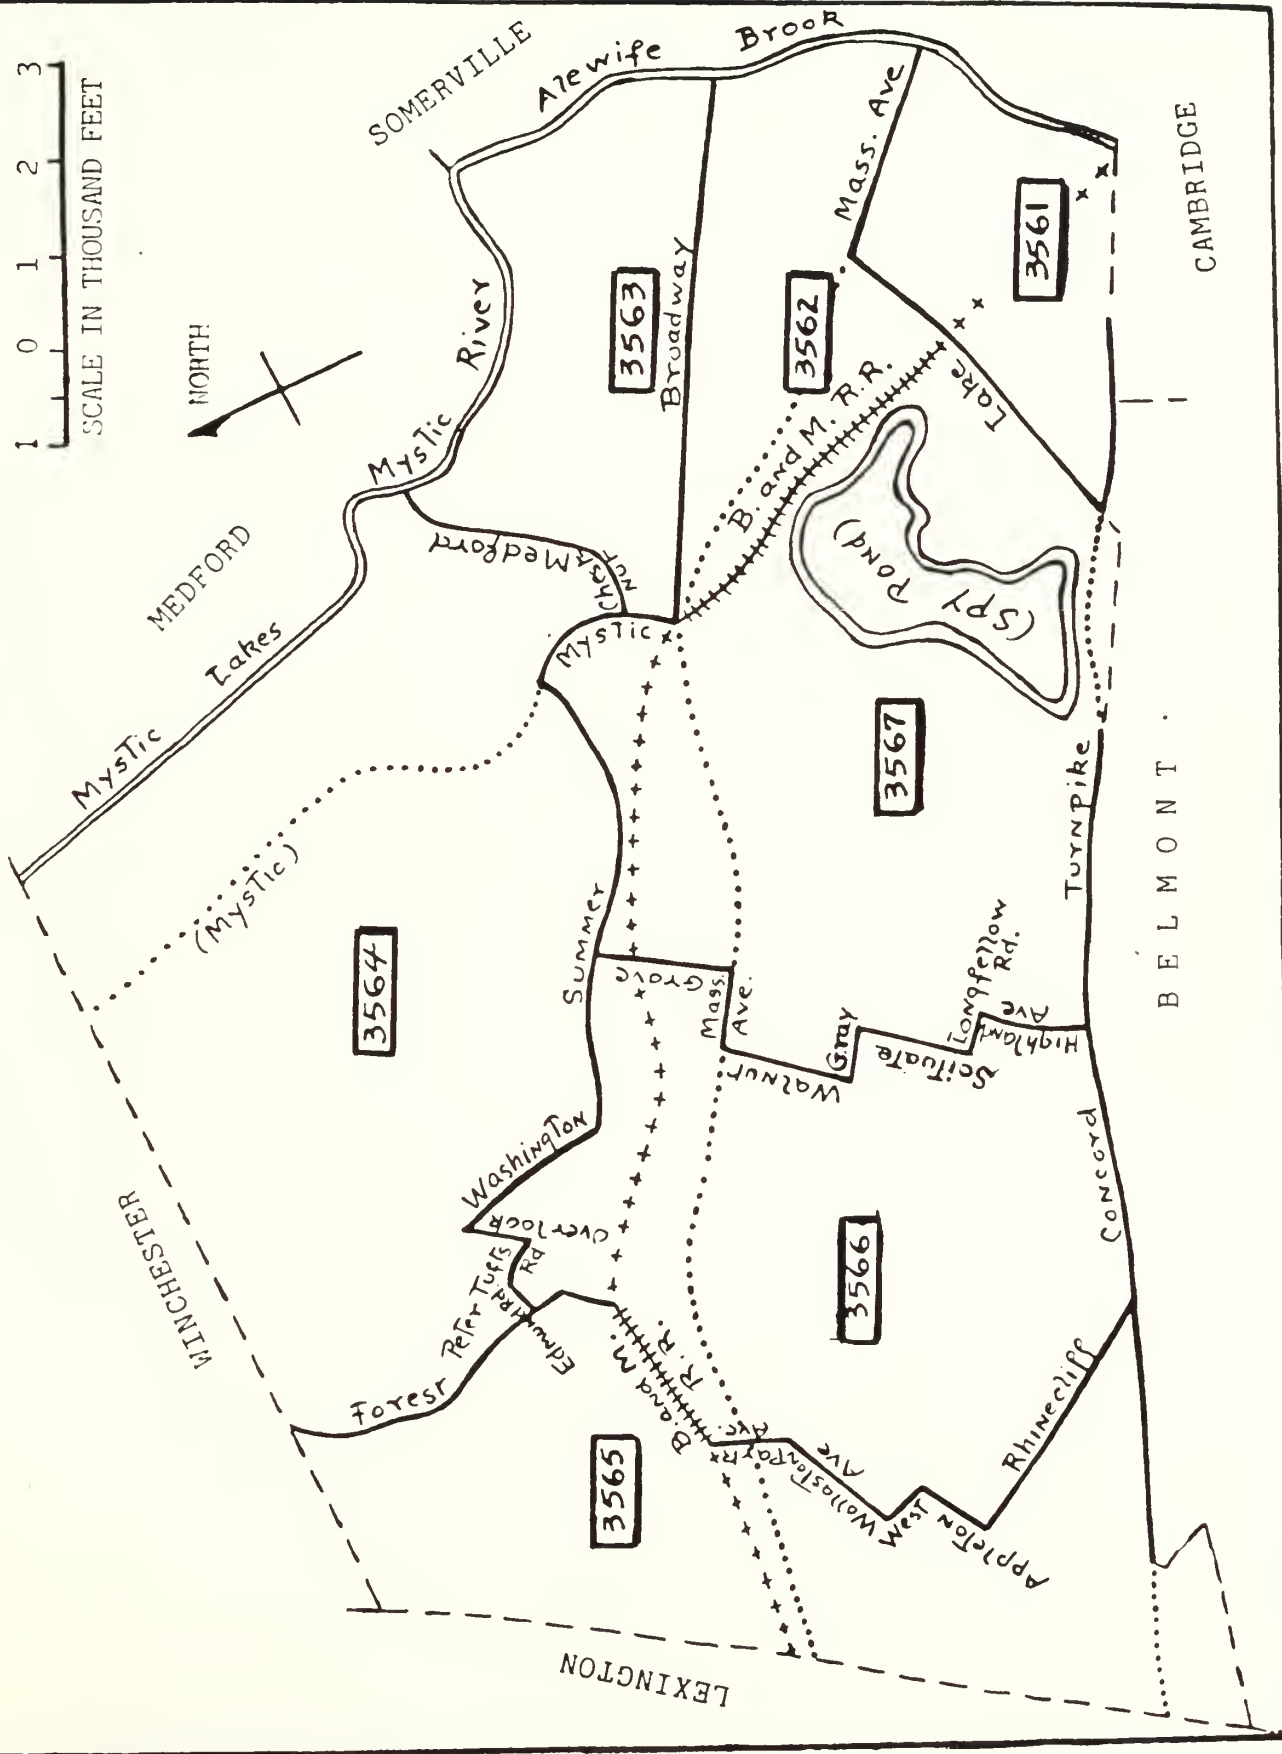 1 0 1 2 3
SCALE IN THOUSAND FEET
NORTH
SOMERVILLE
Alewife Brook
MEDFORD
Mystic River
Mystic Lakes
(Mystic)
WINCHESTER
LEXINGTON
BELMONT
CAMBRIDGE
3561
3562
3563
3564
3565
3566
3567
Mass. Ave
Broadway
Lake
B. and M. R.R.
(SPY POND)
Medford
Mystic
Summer
Grove
Mass. Ave.
Walnut
Gray
Scituate
Longfellow Rd.
Highland Ave
Concord Turnpike
Washington
Overlook Rd
Peter Tufts
Edmund Rd.
Forest
B. and M. R. R.
Park Ave.
Wollaston Ave
West
Appleton
Rhinecliff